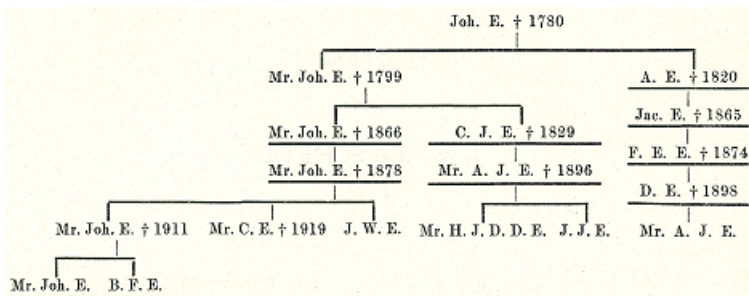 Joh. E. † 1780
Mr. Joh. E. † 1799 A. E. † 1820
Jac. E. † 1865
Mr. Joh. E. † 1866 C. J. E. † 1829
F. E. E. † 1874
Mr. Joh. E. † 1878 Mr. A. J. E. † 1896
D. E. † 1898
Mr. Joh. E. † 1911 Mr. C. E. † 1919 J. W. E. Mr. H. J. D. D. E. J. J. E. Mr. A. J. E.
Mr. Joh. E. B. F. E.